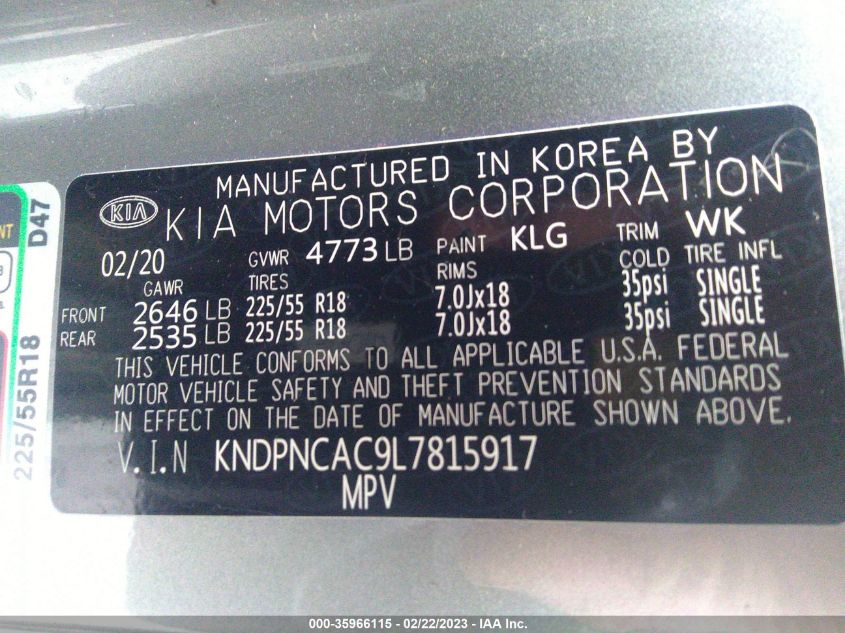 MANUFACTURED IN KOREA BY
KIA KIA MOTORS CORPORATION
02/20 GVWR 4773 LB PAINT KLG TRIM WK
GAWR TIRES RIMS COLD TIRE INFL
FRONT 2646 LB 225/55 R18 7.0Jx18 35psi SINGLE
REAR 2535 LB 225/55 R18 7.0Jx18 35psi SINGLE
THIS VEHICLE CONFORMS TO ALL APPLICABLE U.S.A. FEDERAL
MOTOR VEHICLE SAFETY AND THEFT PREVENTION STANDARDS
IN EFFECT ON THE DATE OF MANUFACTURE SHOWN ABOVE.
V.I.N KNDPNCAC9L7815917
MPV
225/55R18 D47
000-35966115 - 02/22/2023 - IAA Inc.